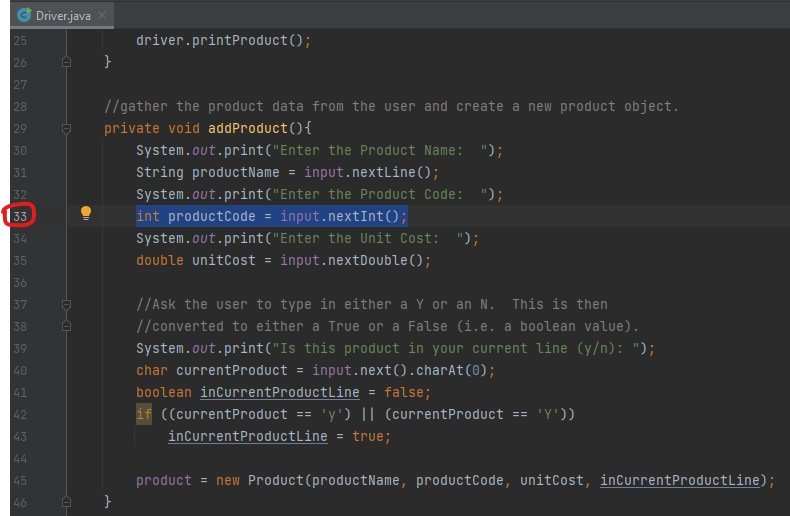 Driver.java
25 driver.printProduct();
26 }
27
28 //gather the product data from the user and create a new product object.
29 private void addProduct(){
30 System.out.print("Enter the Product Name:  ");
31 String productName = input.nextLine();
32 System.out.print("Enter the Product Code:  ");
33 int productCode = input.nextInt();
34 System.out.print("Enter the Unit Cost:  ");
35 double unitCost = input.nextDouble();
36
37 //Ask the user to type in either a Y or an N.  This is then
38 //converted to either a True or a False (i.e. a boolean value).
39 System.out.print("Is this product in your current line (y/n): ");
40 char currentProduct = input.next().charAt(0);
41 boolean inCurrentProductLine = false;
42 if ((currentProduct == 'y') || (currentProduct == 'Y'))
43 inCurrentProductLine = true;
44
45 product = new Product(productName, productCode, unitCost, inCurrentProductLine);
46 }